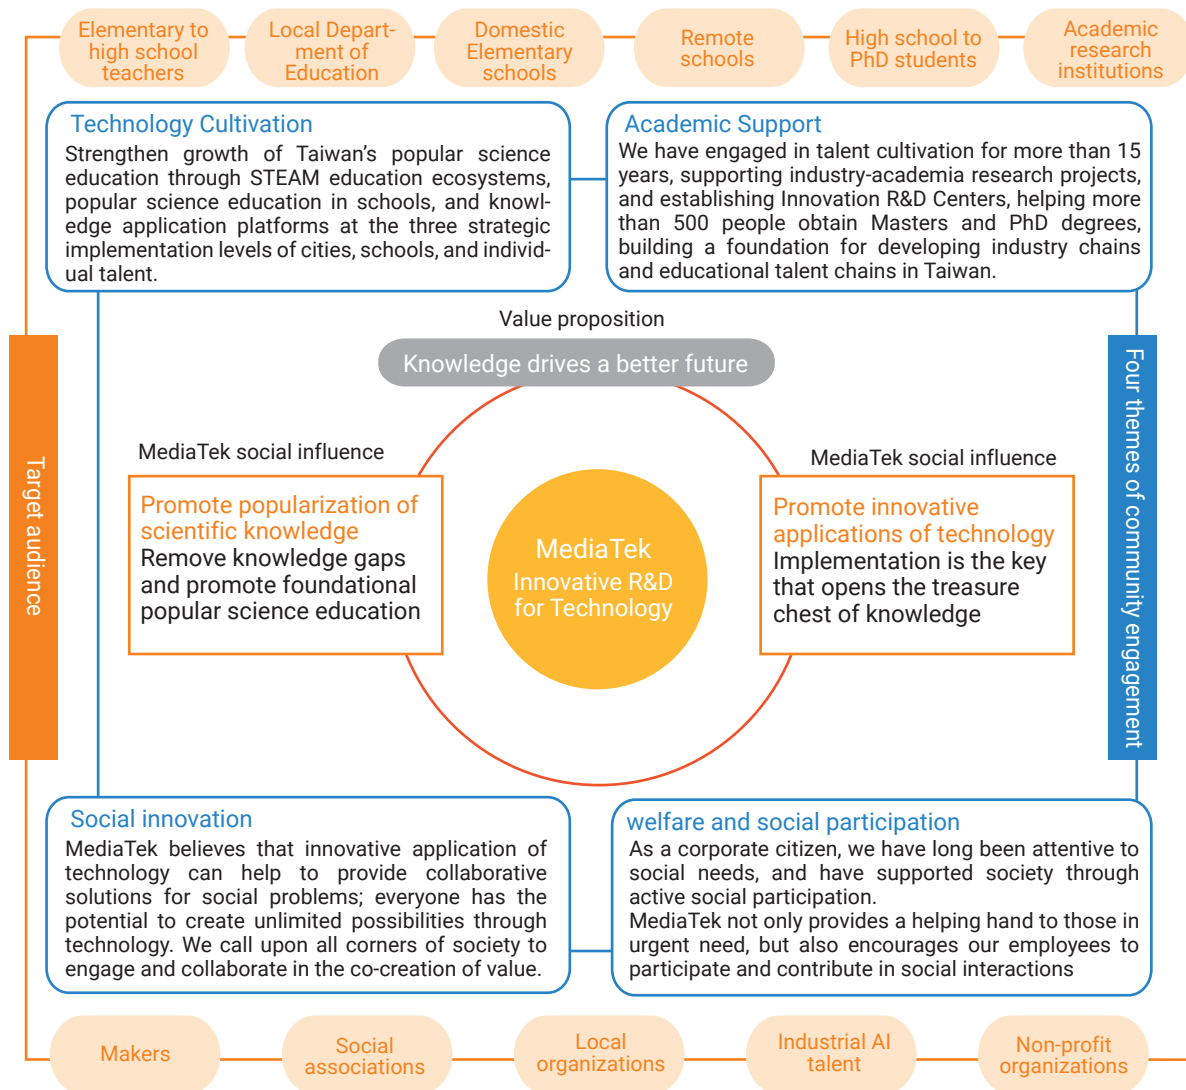 Elementary to
high school
teachers
Local Depart-
ment of
Education
Domestic
Elementary
schools
Remote
schools
High school to
PhD students
Academic
research
institutions
Technology Cultivation
Strengthen growth of Taiwan’s popular science
education through STEAM education ecosystems,
popular science education in schools, and knowl-
edge application platforms at the three strategic
implementation levels of cities, schools, and individ-
ual talent.
Academic Support
We have engaged in talent cultivation for more than 15
years, supporting industry-academia research projects,
and establishing Innovation R&D Centers, helping more
than 500 people obtain Masters and PhD degrees,
building a foundation for developing industry chains
and educational talent chains in Taiwan.
Value proposition
Knowledge drives a better future
Target audience
MediaTek social influence
Promote popularization of
scientific knowledge
Remove knowledge gaps
and promote foundational
popular science education
MediaTek
Innovative R&D
for Technology
MediaTek social influence
Promote innovative
applications of technology
Implementation is the key
that opens the treasure
chest of knowledge
Four themes of community engagement
Social innovation
MediaTek believes that innovative application of
technology can help to provide collaborative
solutions for social problems; everyone has the
potential to create unlimited possibilities through
technology. We call upon all corners of society to
engage and collaborate in the co-creation of value.
welfare and social participation
As a corporate citizen, we have long been attentive to
social needs, and have supported society through
active social participation.
MediaTek not only provides a helping hand to those in
urgent need, but also encourages our employees to
participate and contribute in social interactions
Makers
Social
associations
Local
organizations
Industrial AI
talent
Non-profit
organizations